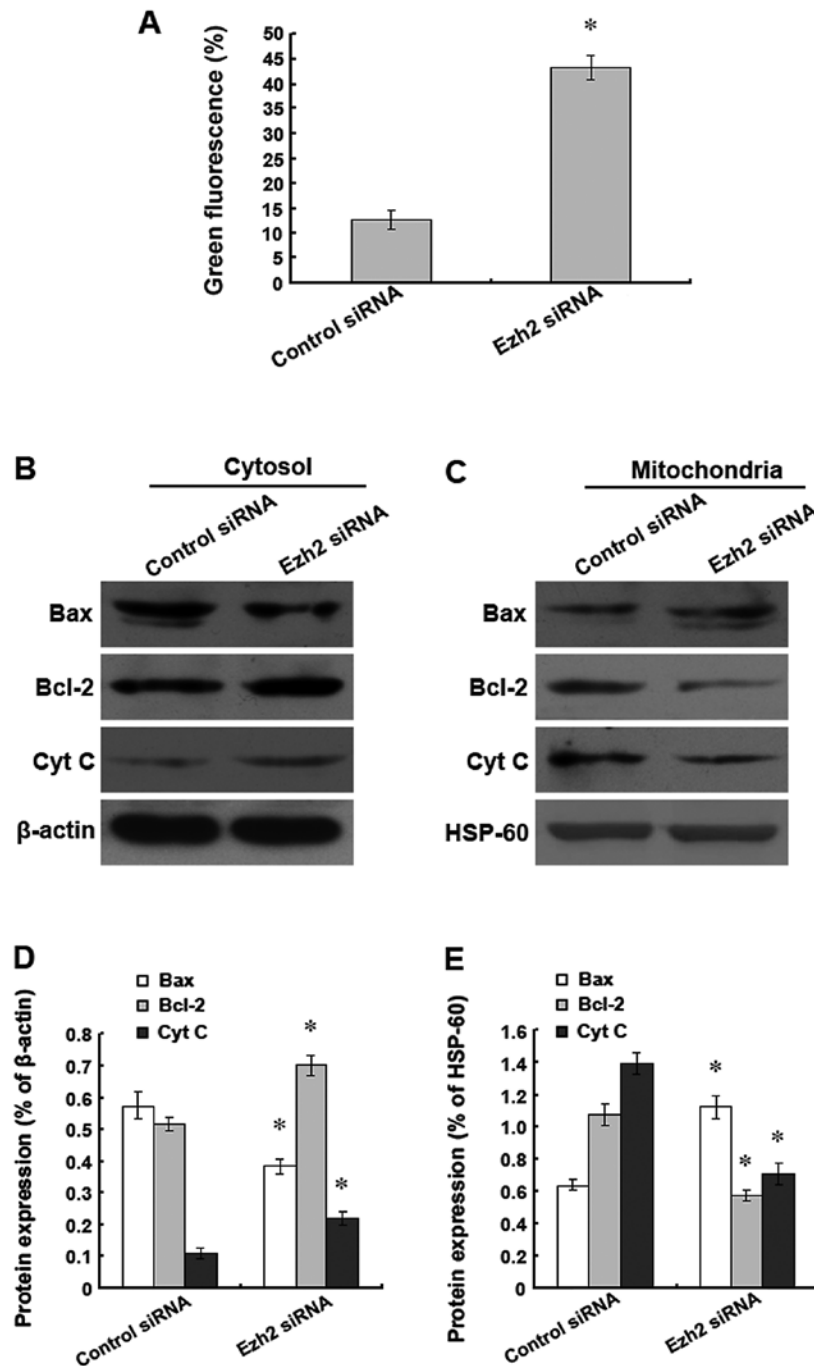 A
Green fluorescence (%)
50
45
40
35
30
25
20
15
10
5
0
*
Control siRNA
Ezh2 siRNA
B
Cytosol
Control siRNA
Ezh2 siRNA
Bax
Bcl-2
Cyt C
β-actin
C
Mitochondria
Control siRNA
Ezh2 siRNA
Bax
Bcl-2
Cyt C
HSP-60
D
Bax
Bcl-2
Cyt C
Protein expression (% of β-actin)
0.8
0.7
0.6
0.5
0.4
0.3
0.2
0.1
0
*
*
*
Control siRNA
Ezh2 siRNA
E
Bax
Bcl-2
Cyt C
Protein expression (% of HSP-60)
1.6
1.4
1.2
1.0
0.8
0.6
0.4
0.2
0
*
*
*
Control siRNA
Ezh2 siRNA